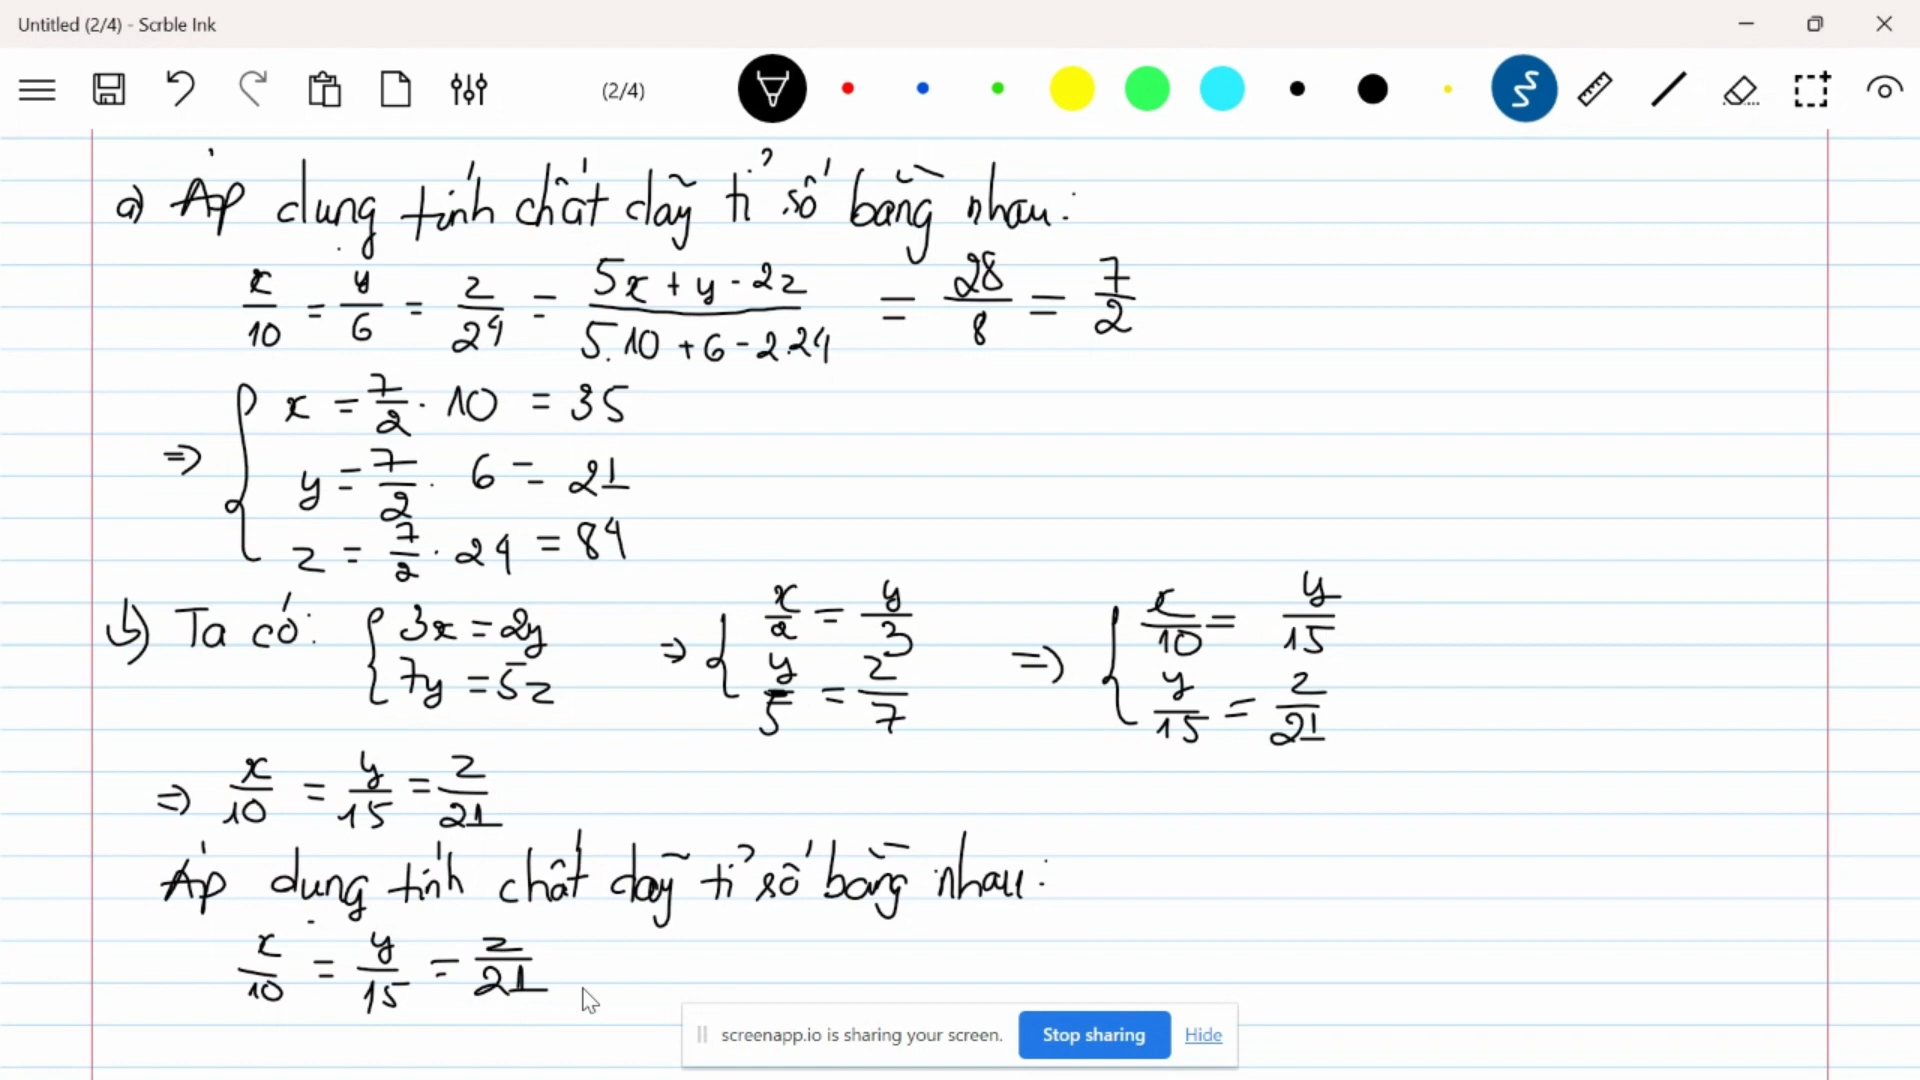 Untitled (2/4) - Scrble Ink
(2/4)
a) Áp dụng tính chất dãy tỉ số bằng nhau:
x/10 = y/6 = z/24 = (5x + y - 2z)/(5.10 + 6 - 2.24) = 28/8 = 7/2
=> { x = 7/2 . 10 = 35
y = 7/2 . 6 = 21
z = 7/2 . 24 = 84
b) Ta có: { 3x = 2y => { x/2 = y/3 => { x/10 = y/15
7y = 5z y/5 = z/7 y/15 = z/21
=> x/10 = y/15 = z/21
Áp dụng tính chất dãy tỉ số bằng nhau:
x/10 = y/15 = z/21
screenapp.io is sharing your screen. Stop sharing Hide